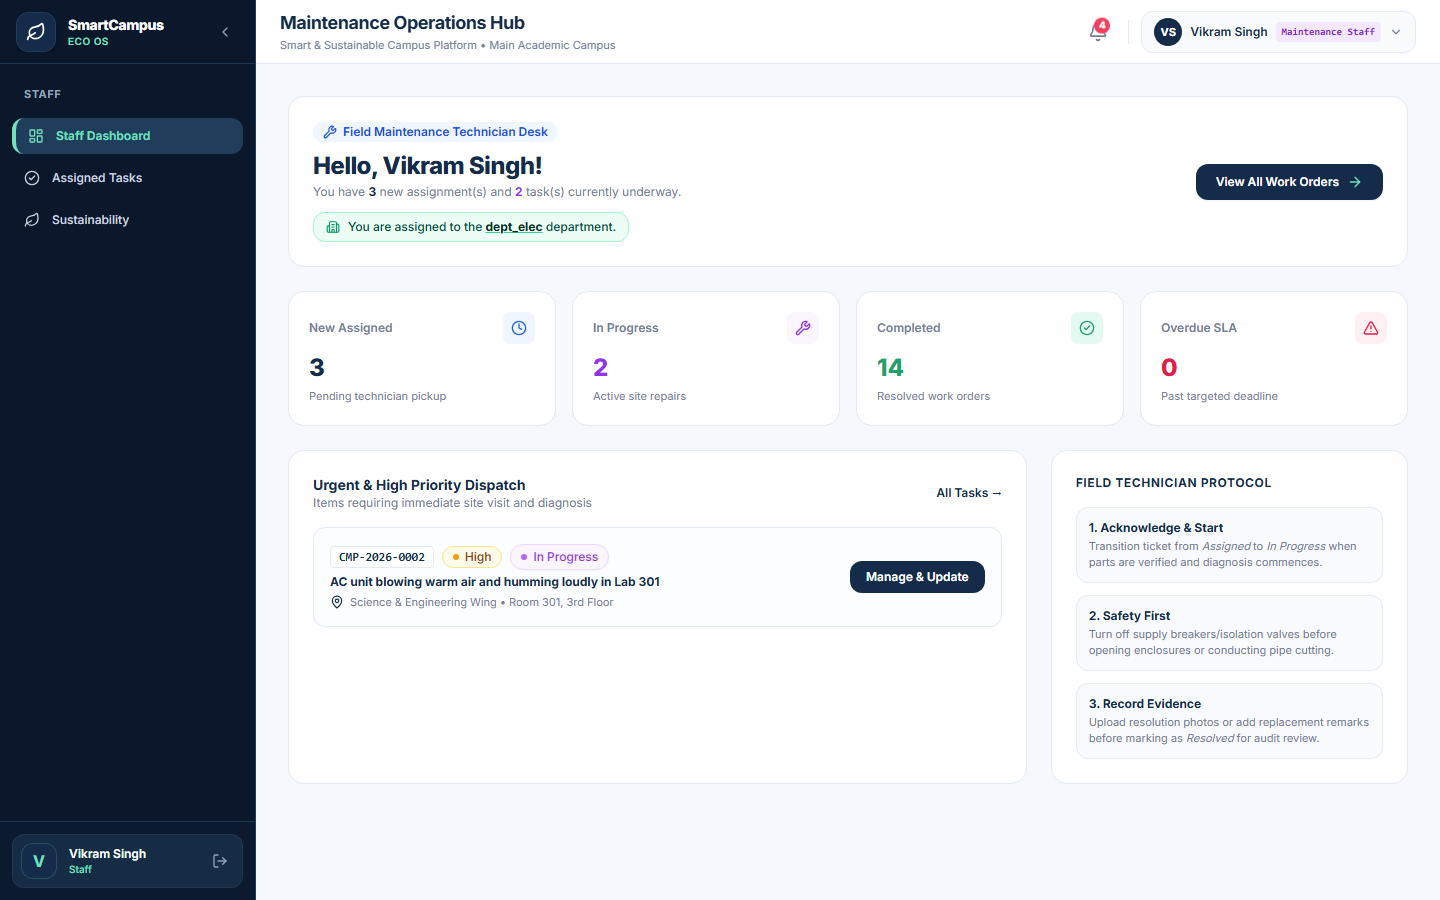 SmartCampus
ECO OS
STAFF
Staff Dashboard
Assigned Tasks
Sustainability
Vikram Singh
Staff
V
Maintenance Operations Hub
Smart & Sustainable Campus Platform • Main Academic Campus
4
VS
Vikram Singh
Maintenance Staff
Field Maintenance Technician Desk
Hello, Vikram Singh!
You have 3 new assignment(s) and 2 task(s) currently underway.
You are assigned to the dept_elec department.
View All Work Orders →
New Assigned
3
Pending technician pickup
In Progress
2
Active site repairs
Completed
14
Resolved work orders
Overdue SLA
0
Past targeted deadline
Urgent & High Priority Dispatch
Items requiring immediate site visit and diagnosis
All Tasks →
CMP-2026-0002
High
In Progress
AC unit blowing warm air and humming loudly in Lab 301
Science & Engineering Wing • Room 301, 3rd Floor
Manage & Update
FIELD TECHNICIAN PROTOCOL
1. Acknowledge & Start
Transition ticket from Assigned to In Progress when
parts are verified and diagnosis commences.
2. Safety First
Turn off supply breakers/isolation valves before
opening enclosures or conducting pipe cutting.
3. Record Evidence
Upload resolution photos or add replacement remarks
before marking as Resolved for audit review.